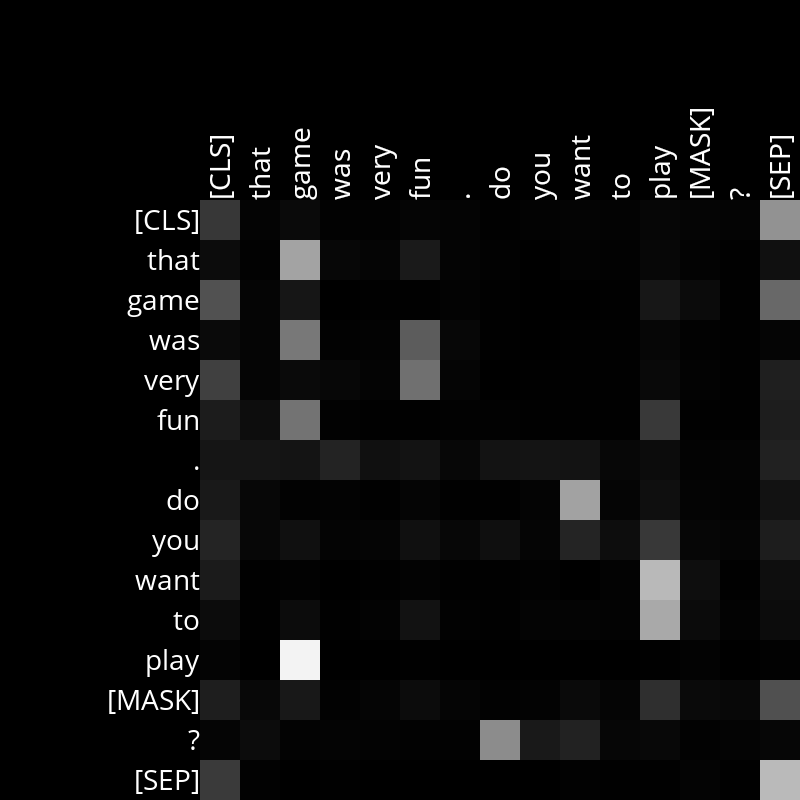 [CLS] that game was very fun . do you want to play [MASK] ? [SEP]
[CLS]
that
game
was
very
fun
.
do
you
want
to
play
[MASK]
?
[SEP]